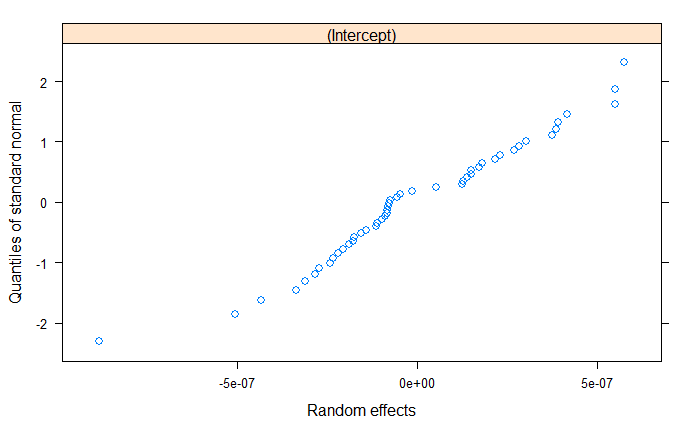 (Intercept)
Quantiles of standard normal
2
1
0
-1
-2
-5e-07 0e+00 5e-07
Random effects